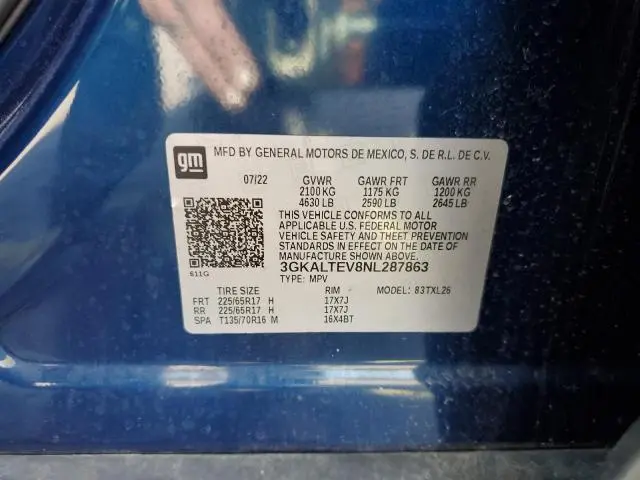 gm
MFD BY GENERAL MOTORS DE MEXICO, S. DE R.L. DE C.V.
07/22 GVWR GAWR FRT GAWR RR
2100 KG 1175 KG 1200 KG
4630 LB 2590 LB 2645 LB
THIS VEHICLE CONFORMS TO ALL
APPLICABLE U.S. FEDERAL MOTOR
VEHICLE SAFETY AND THEFT PREVENTION
STANDARDS IN EFFECT ON THE DATE OF
MANUFACTURE SHOWN ABOVE.
611G
3GKALTEV8NL287863
TYPE: MPV
TIRE SIZE RIM MODEL: 83TXL26
FRT 225/65R17 H 17X7J
RR 225/65R17 H 17X7J
SPA T135/70R16 M 16X4BT